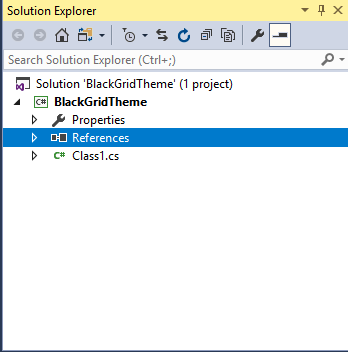 Solution Explorer
Search Solution Explorer (Ctrl+;)
Solution 'BlackGridTheme' (1 project)
C# BlackGridTheme
Properties
References
C# Class1.cs